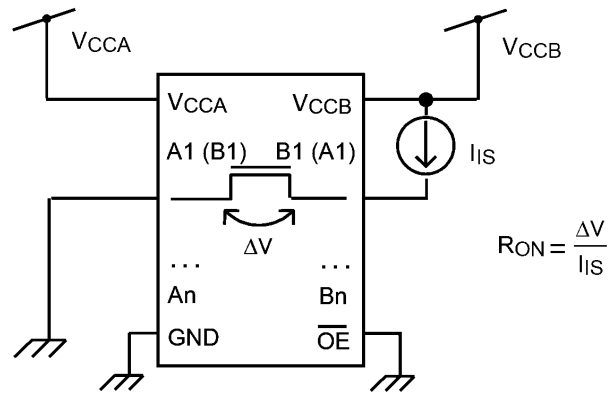 VCCA
VCCB
VCCA VCCB
A1 (B1) B1 (A1)
IIS
ΔV
RON = ΔV / IIS
... ...
An Bn
GND OE